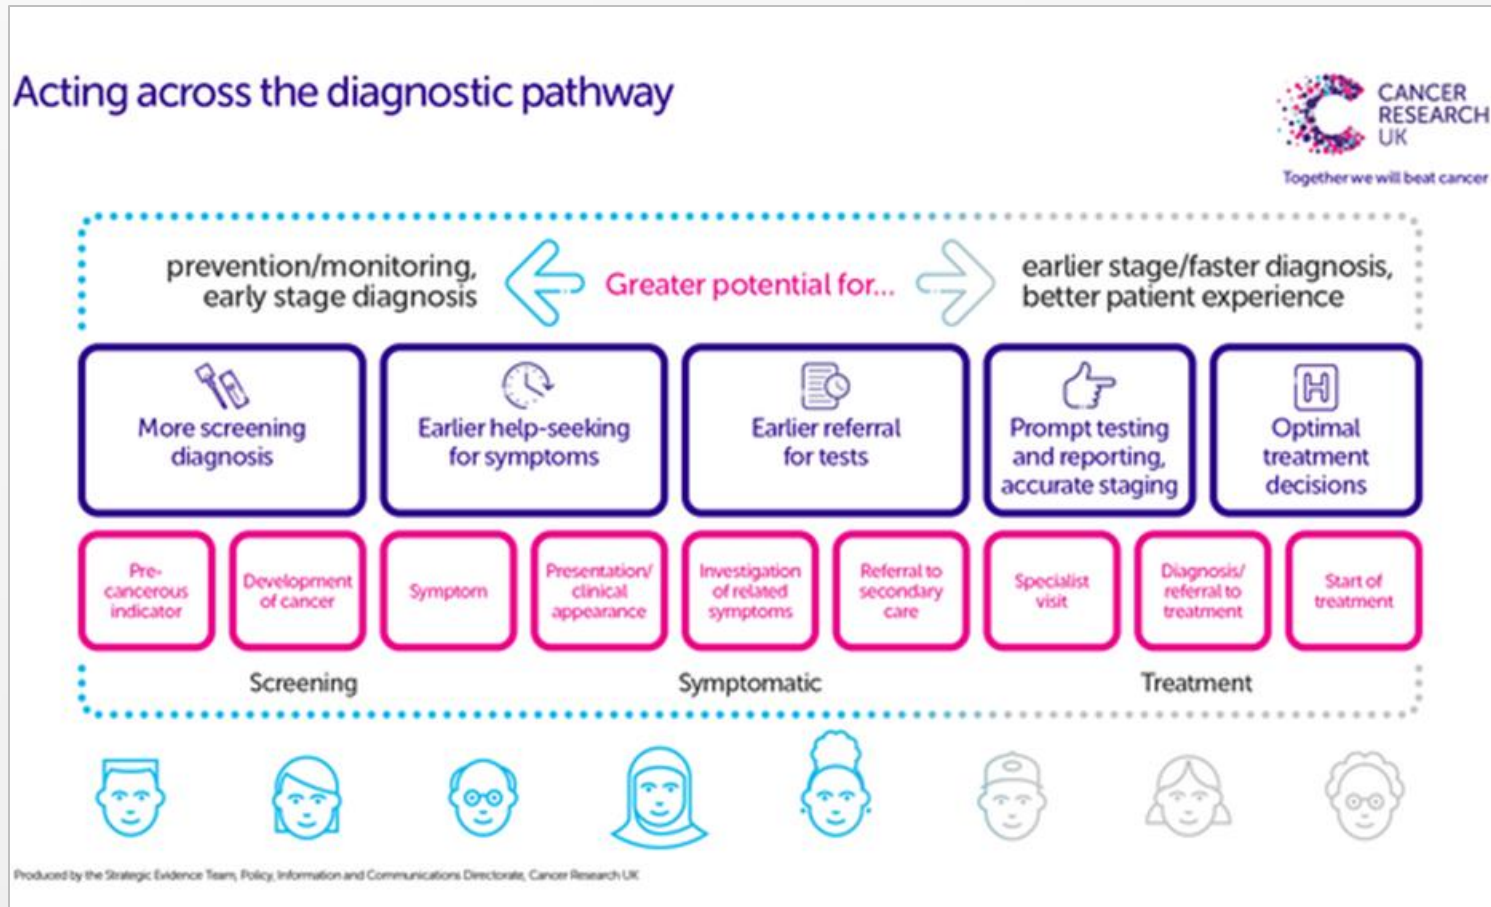 Acting across the diagnostic pathway
CANCER
RESEARCH
UK
Together we will beat cancer
prevention/monitoring,
early stage diagnosis
Greater potential for...
earlier stage/faster diagnosis,
better patient experience
More screening
diagnosis
Earlier help-seeking
for symptoms
Earlier referral
for tests
Prompt testing
and reporting,
accurate staging
H
Optimal
treatment
decisions
Pre-
cancerous
indicator
Development
of cancer
Symptom
Presentation/
clinical
appearance
Investigation
of related
symptoms
Referral to
secondary
care
Specialist
visit
Diagnosis/
referral to
treatment
Start of
treatment
Screening
Symptomatic
Treatment
Produced by the Strategic Evidence Team, Policy, Information and Communications Directorate, Cancer Research UK